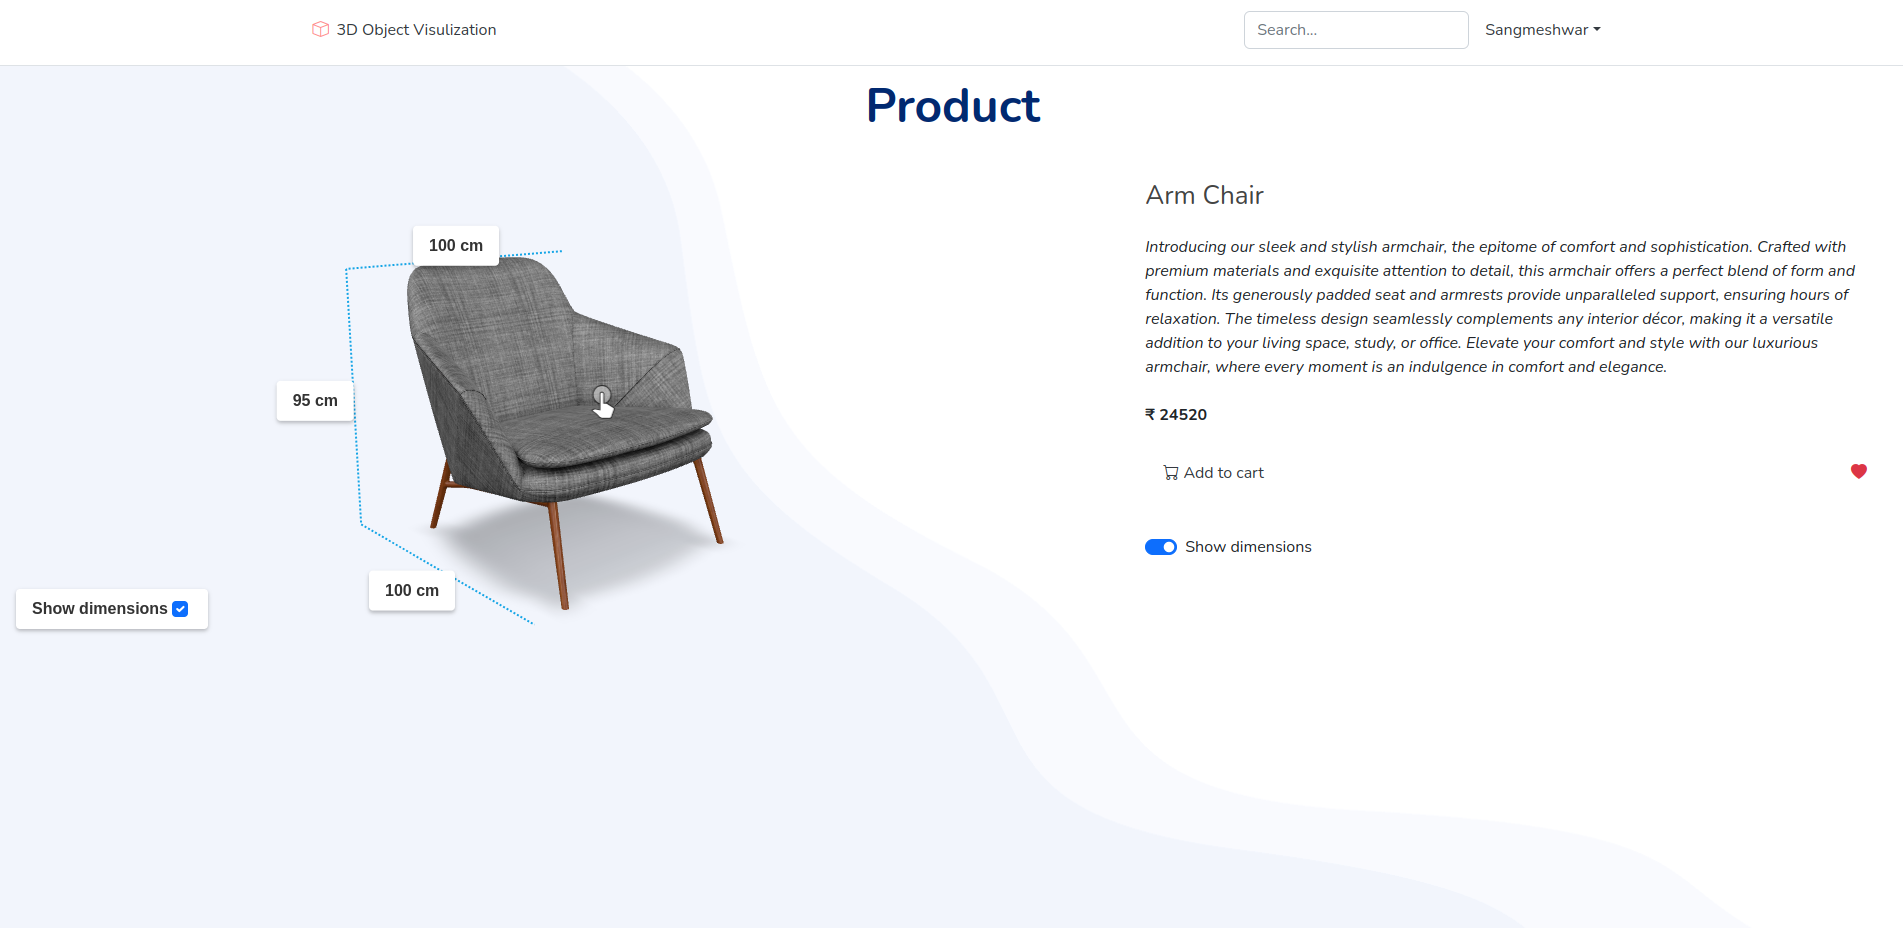 3D Object Visulization
Search...
Sangmeshwar
Product
100 cm
95 cm
100 cm
Show dimensions
Arm Chair
Introducing our sleek and stylish armchair, the epitome of comfort and sophistication. Crafted with
premium materials and exquisite attention to detail, this armchair offers a perfect blend of form and
function. Its generously padded seat and armrests provide unparalleled support, ensuring hours of
relaxation. The timeless design seamlessly complements any interior décor, making it a versatile
addition to your living space, study, or office. Elevate your comfort and style with our luxurious
armchair, where every moment is an indulgence in comfort and elegance.
₹ 24520
Add to cart
Show dimensions